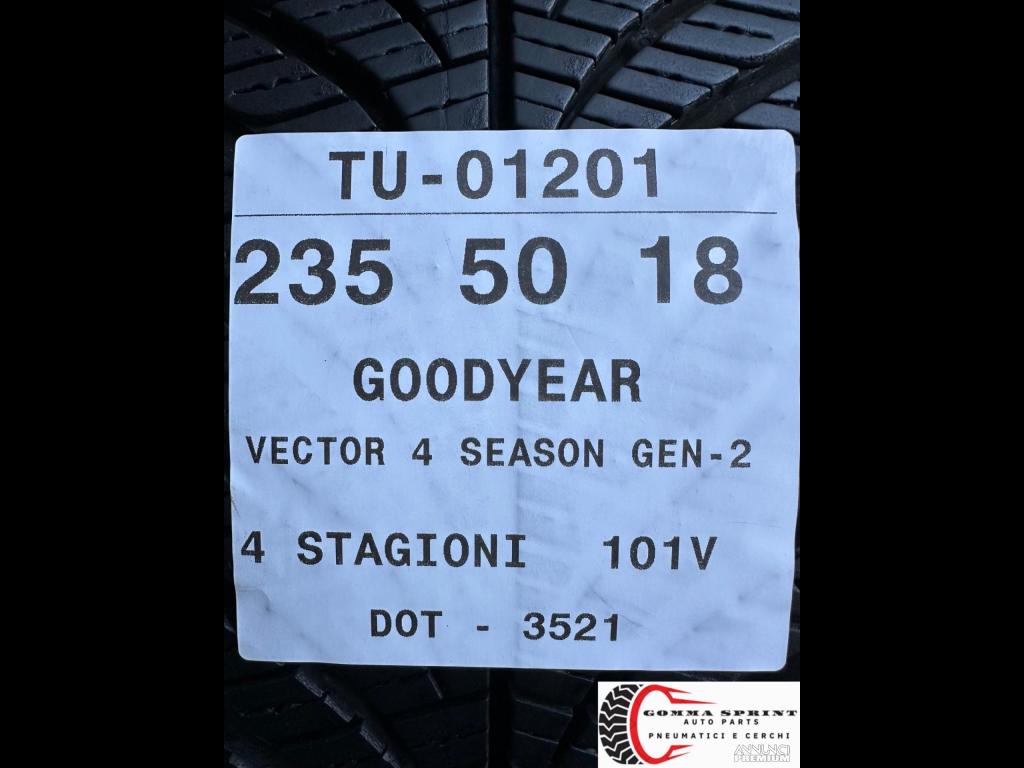 TU-01201
235 50 18
GOODYEAR
VECTOR 4 SEASON GEN-2
4 STAGIONI 101V
DOT - 3521
GOMMA SPRINT
AUTO PARTS
PNEUMATICI E CERCHI
ANNUNCI
PREMIUM